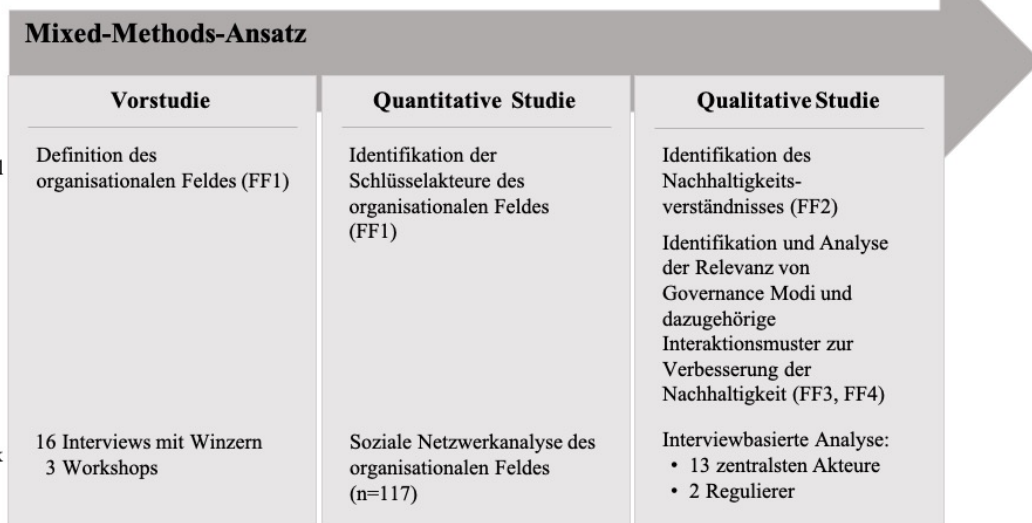 Mixed-Methods-Ansatz
Vorstudie
Definition des
organisationalen Feldes (FF1)
16 Interviews mit Winzern
3 Workshops
Quantitative Studie
Identifikation der
Schlüsselakteure des
organisationalen Feldes
(FF1)
Soziale Netzwerkanalyse des
organisationalen Feldes
(n=117)
Qualitative Studie
Identifikation des
Nachhaltigkeits-
verständnisses (FF2)
Identifikation und Analyse
der Relevanz von
Governance Modi und
dazugehörige
Interaktionsmuster zur
Verbesserung der
Nachhaltigkeit (FF3, FF4)
Interviewbasierte Analyse:
• 13 zentralsten Akteure
• 2 Regulierer